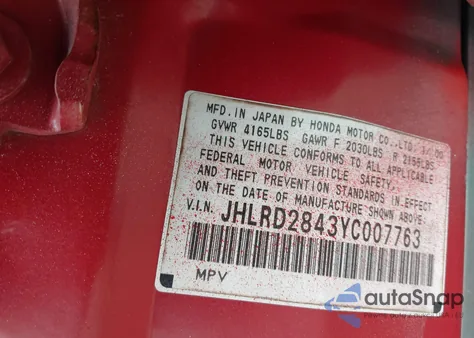 MFD. IN JAPAN BY HONDA MOTOR CO.,LTD.
GVWR 4165LBS GAWR F 2030LBS R 2155LBS
THIS VEHICLE CONFORMS TO ALL APPLICABLE
FEDERAL MOTOR VEHICLE SAFETY
AND THEFT PREVENTION STANDARDS IN EFFECT
ON THE DATE OF MANUFACTURE SHOWN ABOVE.
V.I.N. JHLRD2843YC007763
MPV
autoSnap